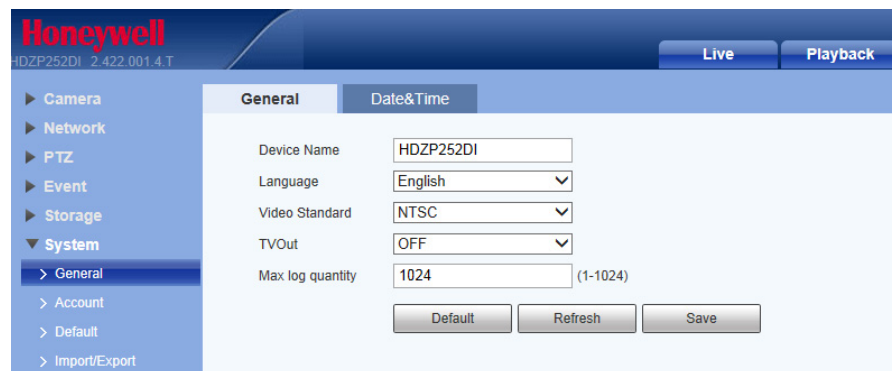 Honeywell
HDZP252DI 2.422.001.4.T
Live Playback
Camera
Network
PTZ
Event
Storage
System
General
Account
Default
Import/Export
General Date&Time
Device Name HDZP252DI
Language English
Video Standard NTSC
TVOut OFF
Max log quantity 1024 (1-1024)
Default Refresh Save